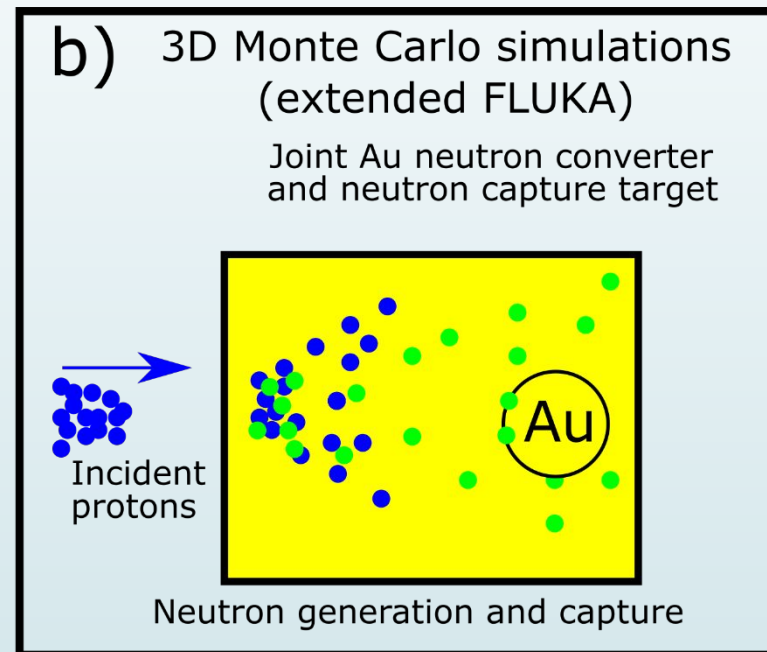 b) 3D Monte Carlo simulations
(extended FLUKA)
Joint Au neutron converter
and neutron capture target
Au
Incident
protons
Neutron generation and capture